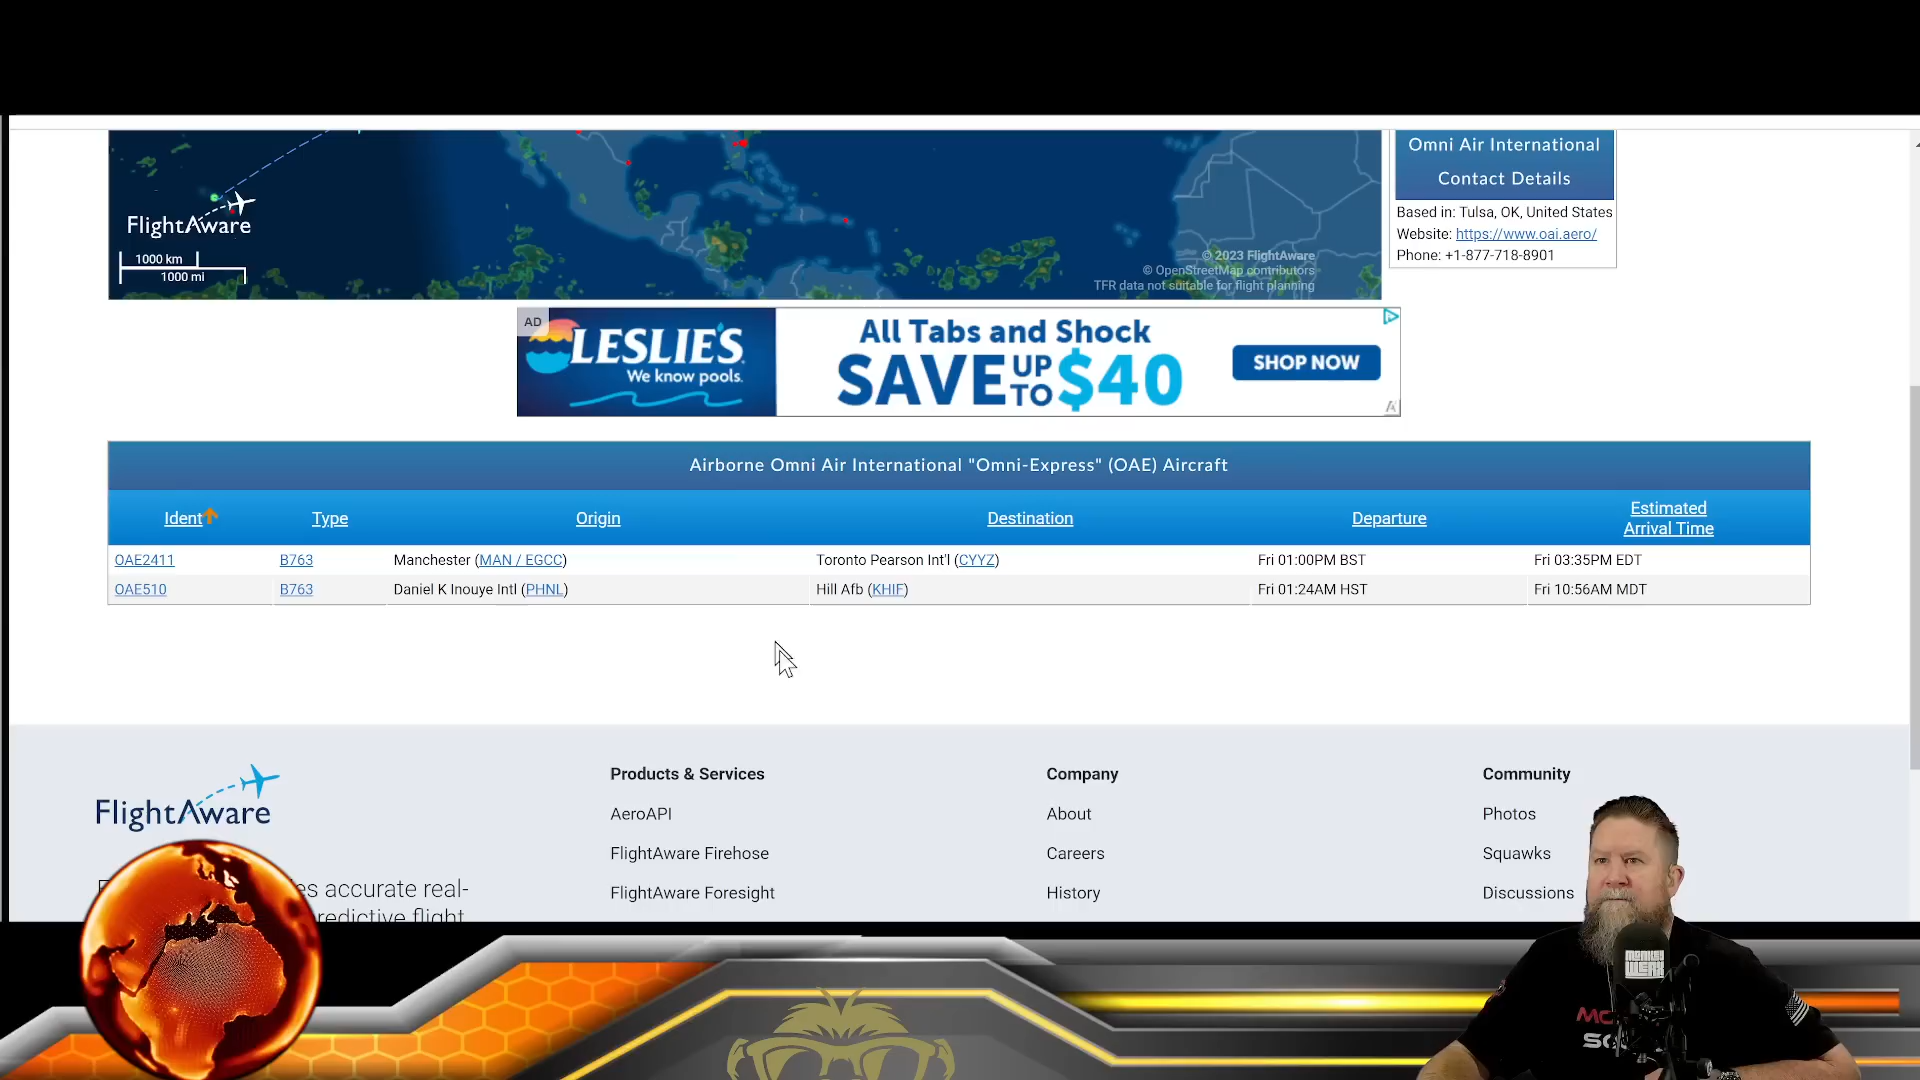 Omni Air International
Contact Details
Based in: Tulsa, OK, United States
Website: https://www.oai.aero/
Phone: +1-877-718-8901
FlightAware
1000 km
1000 mi
© 2023 FlightAware
© OpenStreetMap contributors
TFR data not suitable for flight planning
AD
LESLIE'S
We know pools.
All Tabs and Shock
SAVE UP TO $40
SHOP NOW
Airborne Omni Air International "Omni-Express" (OAE) Aircraft
Ident Type Origin Destination Departure Estimated Arrival Time
OAE2411 B763 Manchester (MAN / EGCC) Toronto Pearson Int'l (CYYZ) Fri 01:00PM BST Fri 03:35PM EDT
OAE510 B763 Daniel K Inouye Intl (PHNL) Hill Afb (KHIF) Fri 01:24AM HST Fri 10:56AM MDT
FlightAware
accurate real-
predictive flight
Products & Services
AeroAPI
FlightAware Firehose
FlightAware Foresight
Company
About
Careers
History
Community
Photos
Squawks
Discussions
MONKEY
WERX